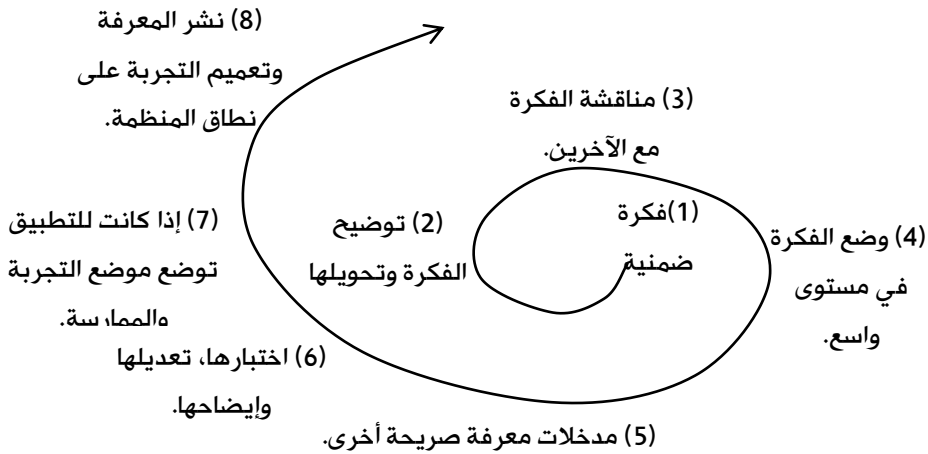 (8) نشر المعرفة
وتعميم التجربة على
نطاق المنظمة.
(3) مناقشة الفكرة
مع الآخرين.
(1)فكرة
ضمنية
(2) توضيح
الفكرة وتحويلها
(4) وضع الفكرة
في مستوى
واسع.
(7) إذا كانت للتطبيق
توضع موضع التجربة
والممارسة.
(6) اختبارها، تعديلها
وإيضاحها.
(5) مدخلات معرفة صريحة أخرى.